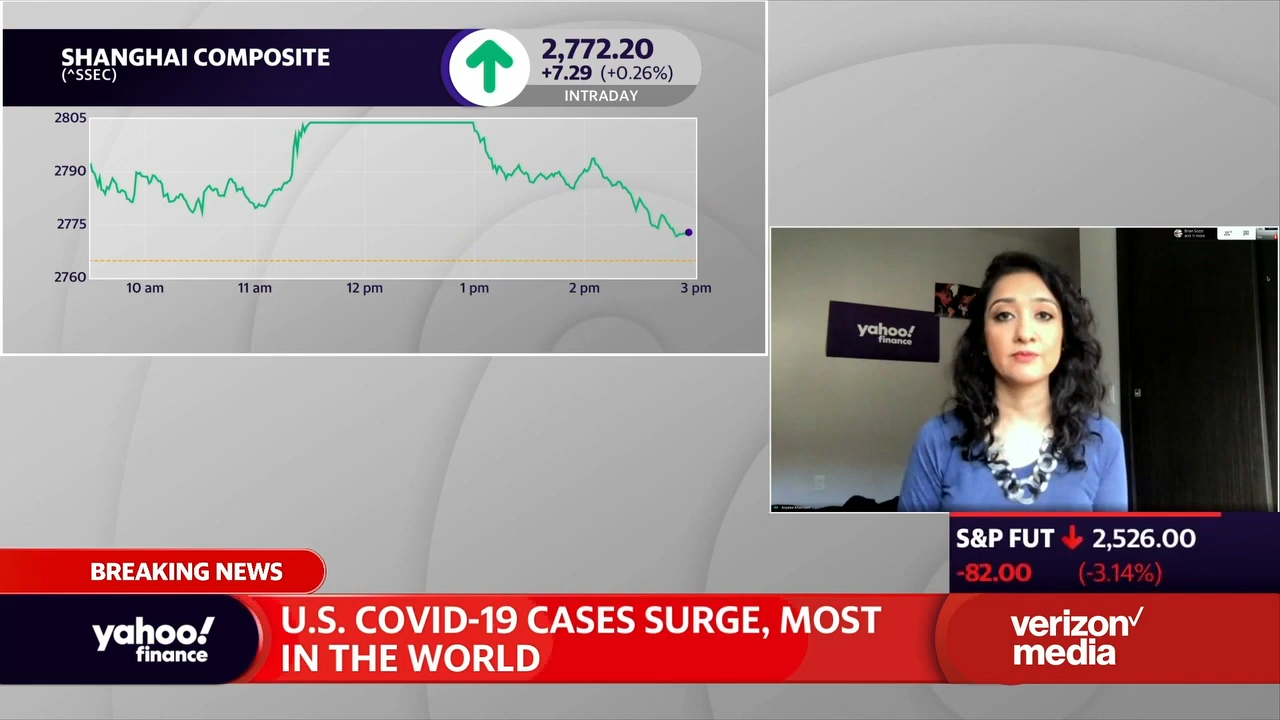 SHANGHAI COMPOSITE
(^SSEC)
2,772.20
+7.29 (+0.26%)
INTRADAY
2805
2790
2775
2760
10 am
11 am
12 pm
1 pm
2 pm
3 pm
yahoo!
finance
S&P FUT 2,526.00
-82.00 (-3.14%)
BREAKING NEWS
yahoo!
finance
U.S. COVID-19 CASES SURGE, MOST
IN THE WORLD
verizon
media